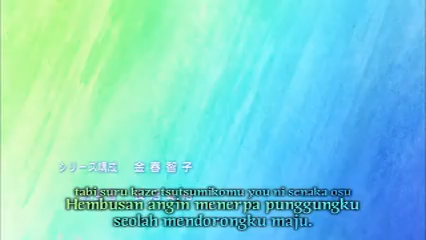 シリーズ構成 金春智子
tabi suru kaze tsutsumikomu you ni senaka osu
Hembusan angin menerpa punggungku
seolah mendorongku maju.